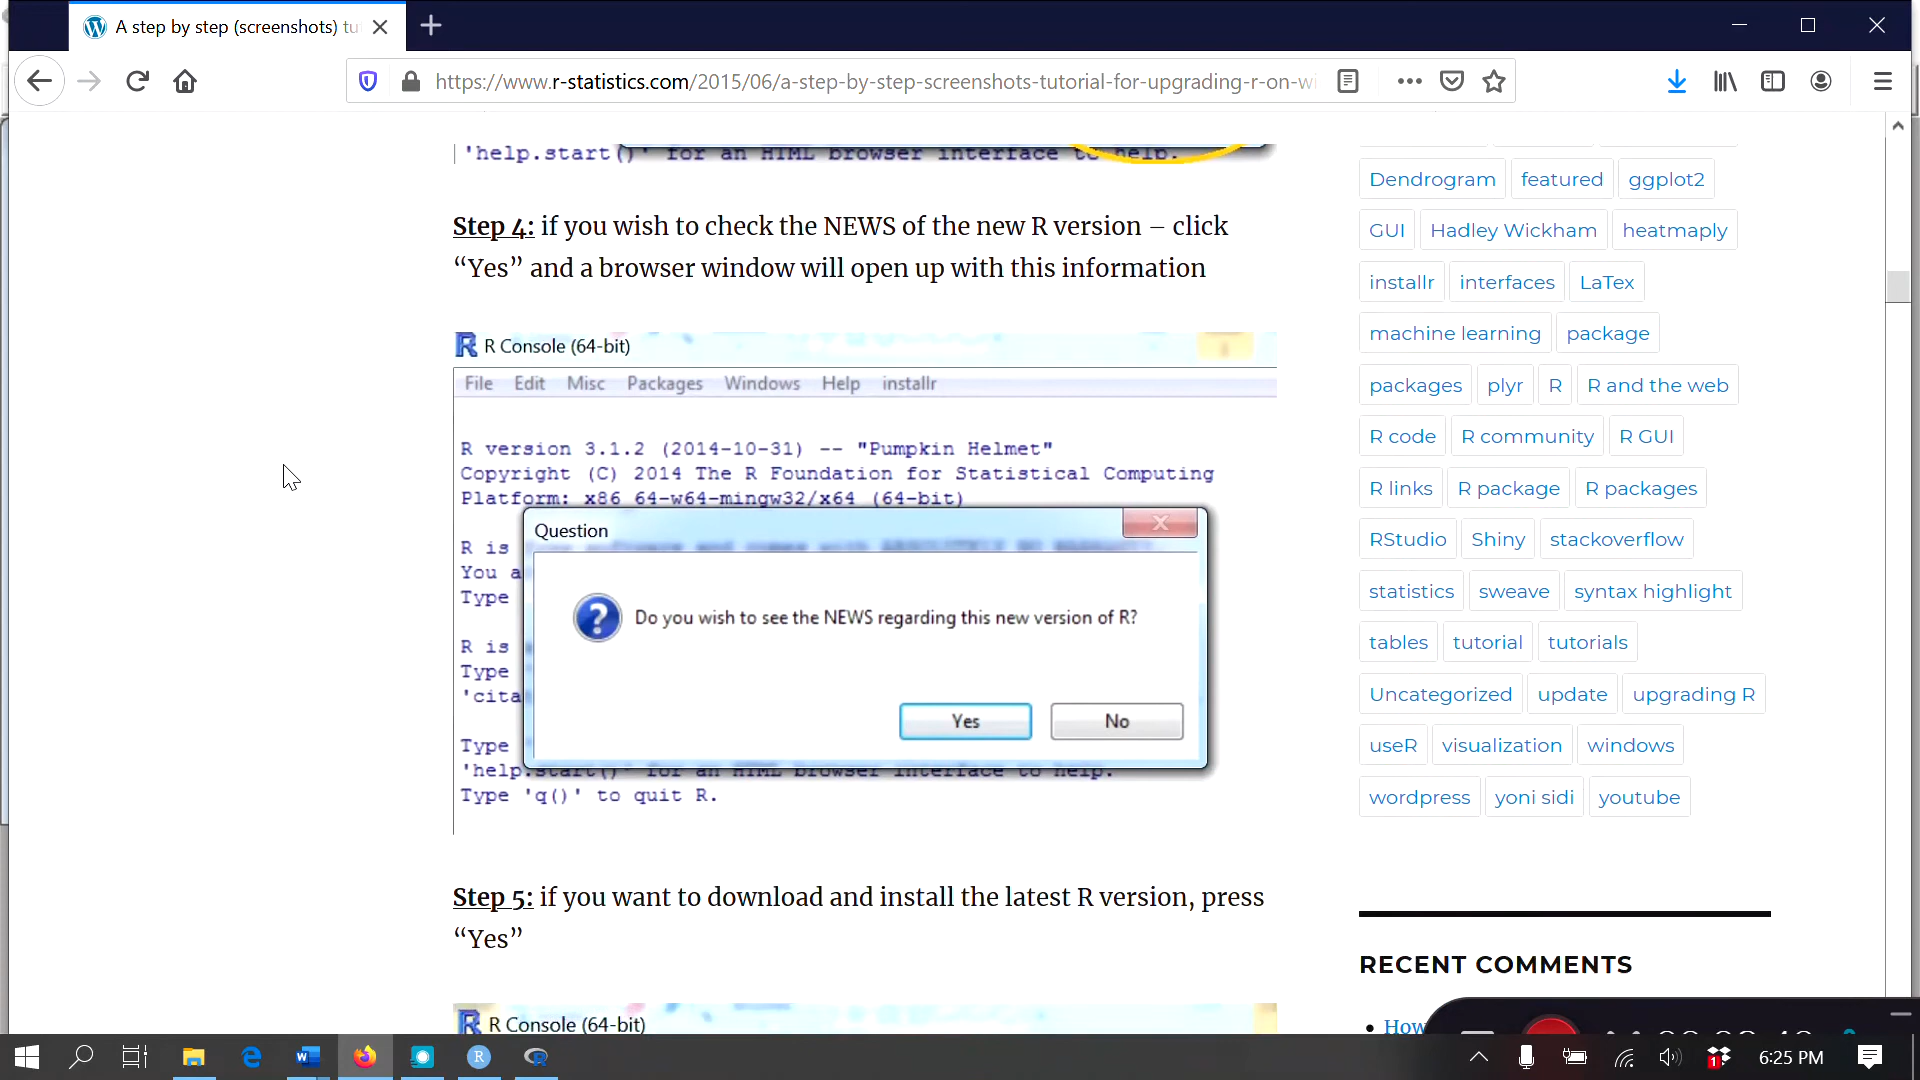 A step by step (screenshots) tu
https://www.r-statistics.com/2015/06/a-step-by-step-screenshots-tutorial-for-upgrading-r-on-wi
'help.start()' for an HTML browser interface to help.
Step 4: if you wish to check the NEWS of the new R version – click
“Yes” and a browser window will open up with this information
R Console (64-bit)
File Edit Misc Packages Windows Help installr
R version 3.1.2 (2014-10-31) -- "Pumpkin Helmet"
Copyright (C) 2014 The R Foundation for Statistical Computing
Platform: x86_64-w64-mingw32/x64 (64-bit)
Question
R is free software and comes with ABSOLUTELY NO WARRANTY.
You a
Type
Do you wish to see the NEWS regarding this new version of R?
R is
Type
'cita
Yes No
Type
'help.start()' for an HTML browser interface to help.
Type 'q()' to quit R.
Step 5: if you want to download and install the latest R version, press
“Yes”
R Console (64-bit)
Dendrogram featured ggplot2
GUI Hadley Wickham heatmaply
installr interfaces LaTex
machine learning package
packages plyr R R and the web
R code R community R GUI
R links R package R packages
RStudio Shiny stackoverflow
statistics sweave syntax highlight
tables tutorial tutorials
Uncategorized update upgrading R
useR visualization windows
wordpress yoni sidi youtube
RECENT COMMENTS
How
1
6:25 PM